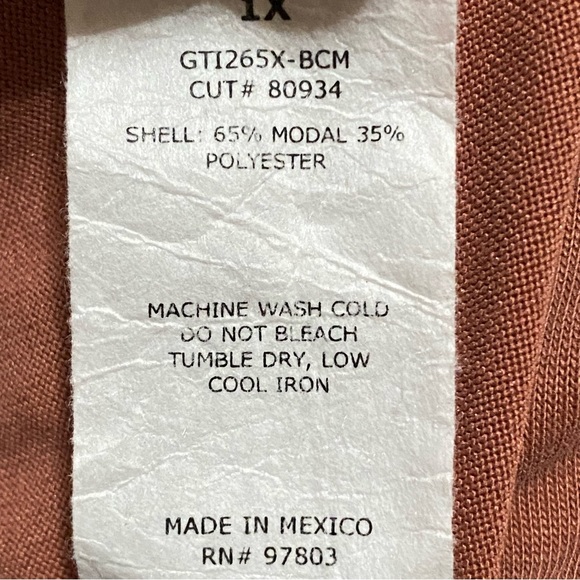 1X
GTI265X-BCM
CUT# 80934
SHELL: 65% MODAL 35%
POLYESTER
MACHINE WASH COLD
DO NOT BLEACH
TUMBLE DRY, LOW
COOL IRON
MADE IN MEXICO
RN# 97803